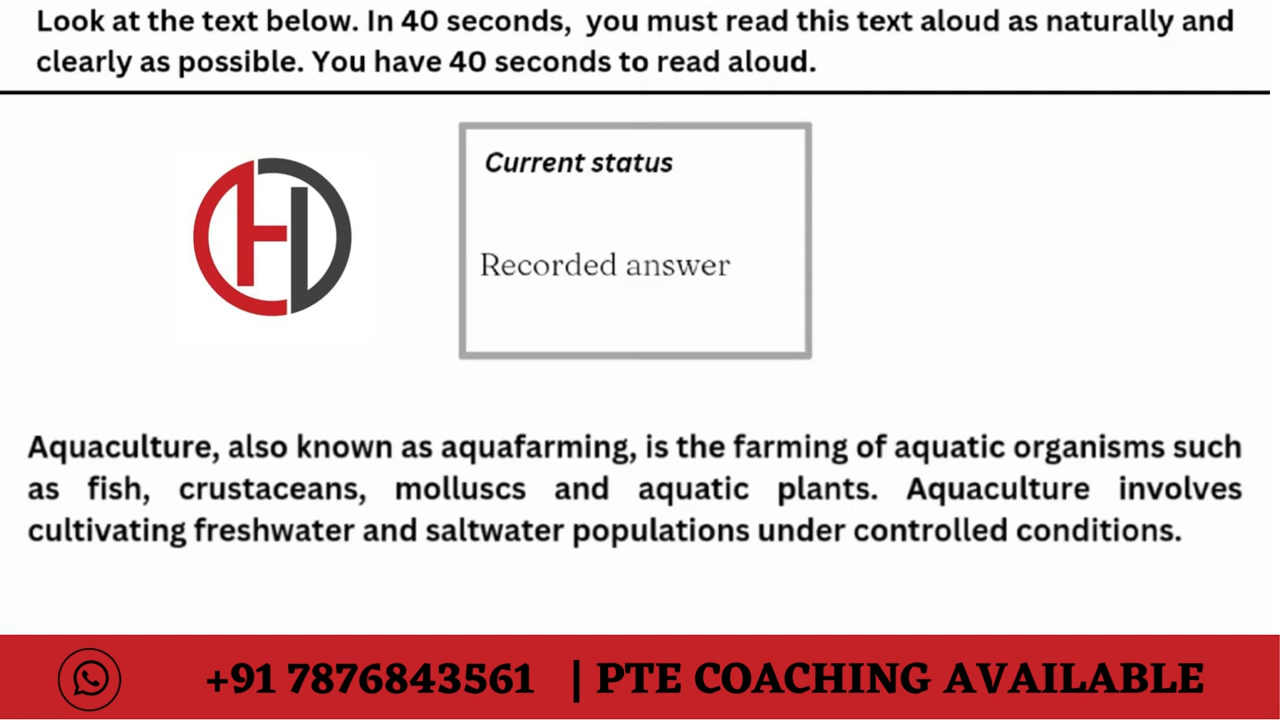 Look at the text below. In 40 seconds,  you must read this text aloud as naturally and
clearly as possible. You have 40 seconds to read aloud.
Current status
Recorded answer
Aquaculture, also known as aquafarming, is the farming of aquatic organisms such
as fish, crustaceans, molluscs and aquatic plants. Aquaculture involves
cultivating freshwater and saltwater populations under controlled conditions.
+91 7876843561 | PTE COACHING AVAILABLE